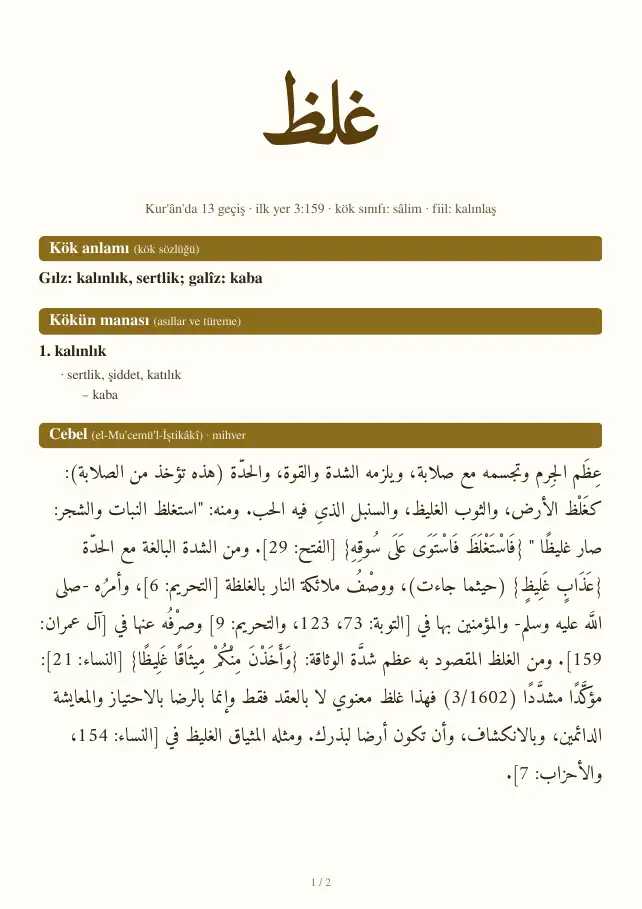 غلظ
Kur'ân'da 13 geçiş · ilk yer 3:159 · kök sınıfı: sâlim · fiil: kalınlaş
Kök anlamı (kök sözlüğü)
Gılz: kalınlık, sertlik; galîz: kaba
Kökün manası (asıllar ve türeme)
1. kalınlık
· sertlik, şiddet, katılık
– kaba
Cebel (el-Mu'cemü'l-İştikâkî) · mihver
عِظَم الجِرم وتجسمه مع صلابة، ويلزمه الشدة والقوة، والحدّة (هذه تؤخذ من الصلابة):
كغَلْظ الأرض، والثوب الغليظ، والسنبل الذي فيه الحب. ومنه: "استغلظ النبات والشجر:
صار غليظًا " {فَاسْتَغْلَظَ فَاسْتَوَى عَلَى سُوقِهِ} [الفتح: 29]. ومن الشدة البالغة مع الحدّة
{عَذَابٍ غَلِيظٍ} (حيثما جاءت)، ووصْفُ ملائكة النار بالغلظة [التحريم: 6]، وأمرُه -صلى
الله عليه وسلم- والمؤمنين بها في [التوبة: 73، 123، والتحريم: 9] وصرْفُه عنها في [آل عمران:
159]. ومن الغلظ المقصود به عظم شدَّة الوثاقة: {وَأَخَذْنَ مِنْكُمْ مِيثَاقًا غَلِيظًا} [النساء: 21]:
مؤكَّدًا مشدَّدًا (3/1602) فهذا غلظ معنوي لا بالعقد فقط وإنما بالرضا بالاحتياز والمعايشة
الدائمين، وبالانكشاف، وأن تكون أرضا لبذرك. ومثله المثياق الغليظ في [النساء: 154،
والأحزاب: 7].
1 / 2